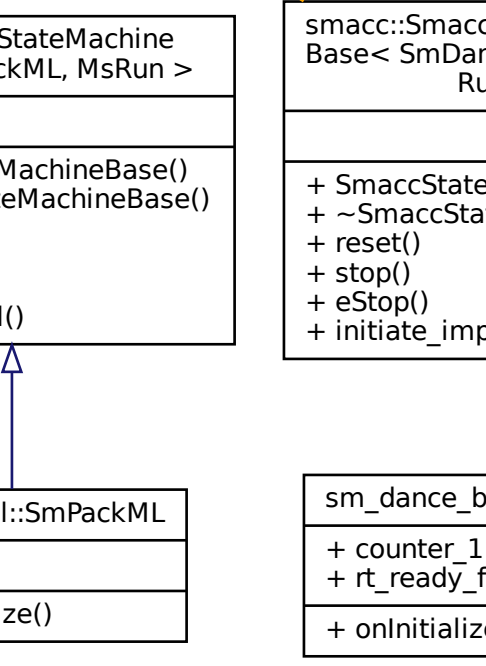 StateMachine
ckML, MsRun >
MachineBase()
eMachineBase()
l()
l::SmPackML
ze()
smacc::Smacc
Base< SmDan
Ru
+ SmaccState
+ ~SmaccSta
+ reset()
+ stop()
+ eStop()
+ initiate_imp
sm_dance_b
+ counter_1
+ rt_ready_f
+ onInitialize